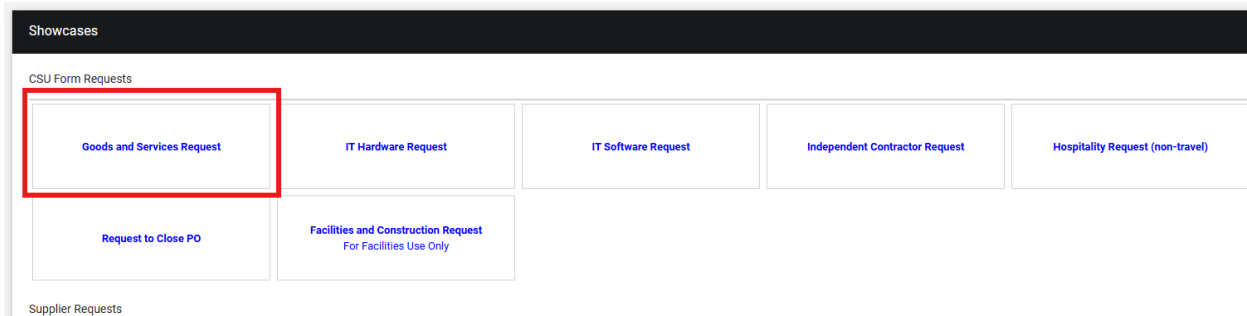 Showcases
CSU Form Requests
Goods and Services Request
IT Hardware Request
IT Software Request
Independent Contractor Request
Hospitality Request (non-travel)
Request to Close PO
Facilities and Construction Request
For Facilities Use Only
Supplier Requests